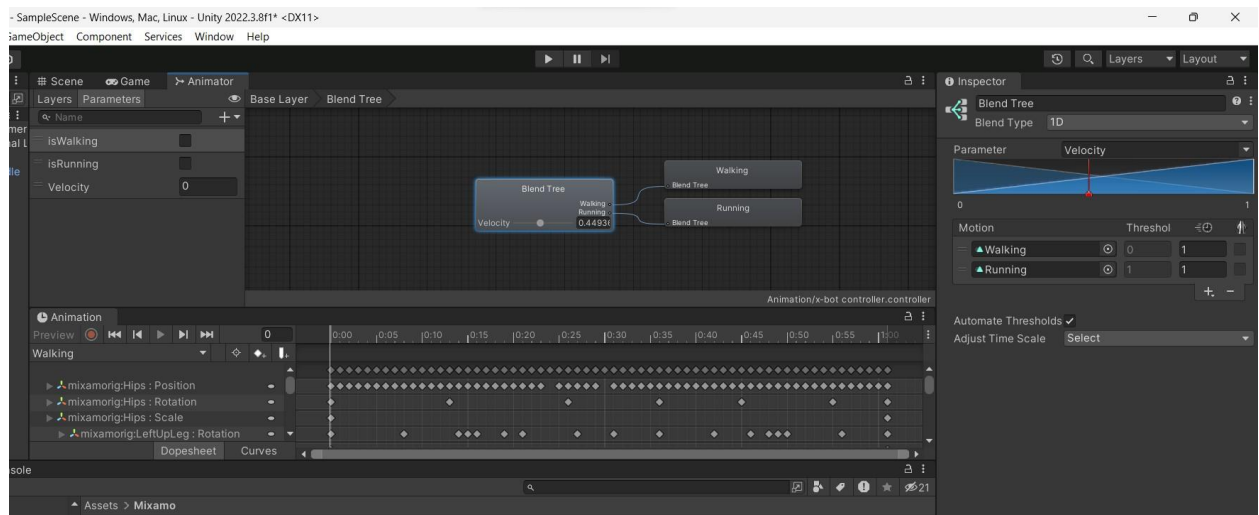 - SampleScene - Windows, Mac, Linux - Unity 2022.3.8f1* <DX11>
GameObject Component Services Window Help
Layers Layout
Scene Game Animator
Inspector
Layers Parameters
Base Layer Blend Tree
Blend Tree
Name
Blend Type 1D
isWalking
isRunning
Velocity 0
Parameter Velocity
Walking
Blend Tree
Blend Tree
Walking
Running
Velocity 0.4493
Running
Blend Tree
0 1
Motion Threshol
Walking 0 1
Running 1 1
Animation/x-bot controller.controller
Automate Thresholds
Adjust Time Scale Select
Animation
Preview 0
0:00 0:05 0:10 0:15 0:20 0:25 0:30 0:35 0:40 0:45 0:50 0:55 1:00
Walking
mixamorig:Hips : Position
mixamorig:Hips : Rotation
mixamorig:Hips : Scale
mixamorig:LeftUpLeg : Rotation
Dopesheet Curves
nsole
21
Assets > Mixamo